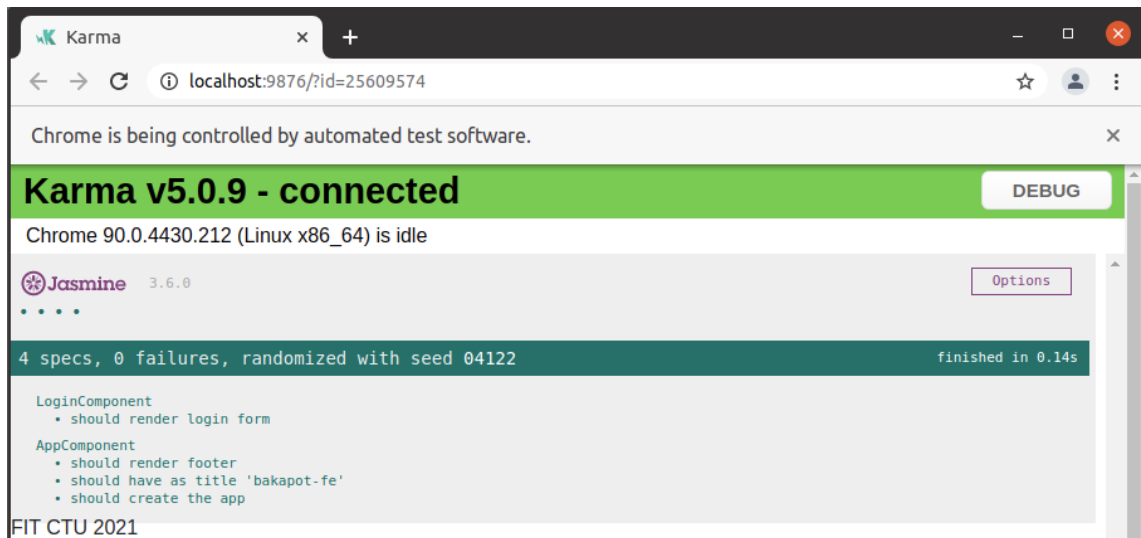 Karma
localhost:9876/?id=25609574
Chrome is being controlled by automated test software.
Karma v5.0.9 - connected
DEBUG
Chrome 90.0.4430.212 (Linux x86_64) is idle
Jasmine 3.6.0
Options
• • • •
4 specs, 0 failures, randomized with seed 04122
finished in 0.14s
LoginComponent
• should render login form
AppComponent
• should render footer
• should have as title 'bakapot-fe'
• should create the app
FIT CTU 2021